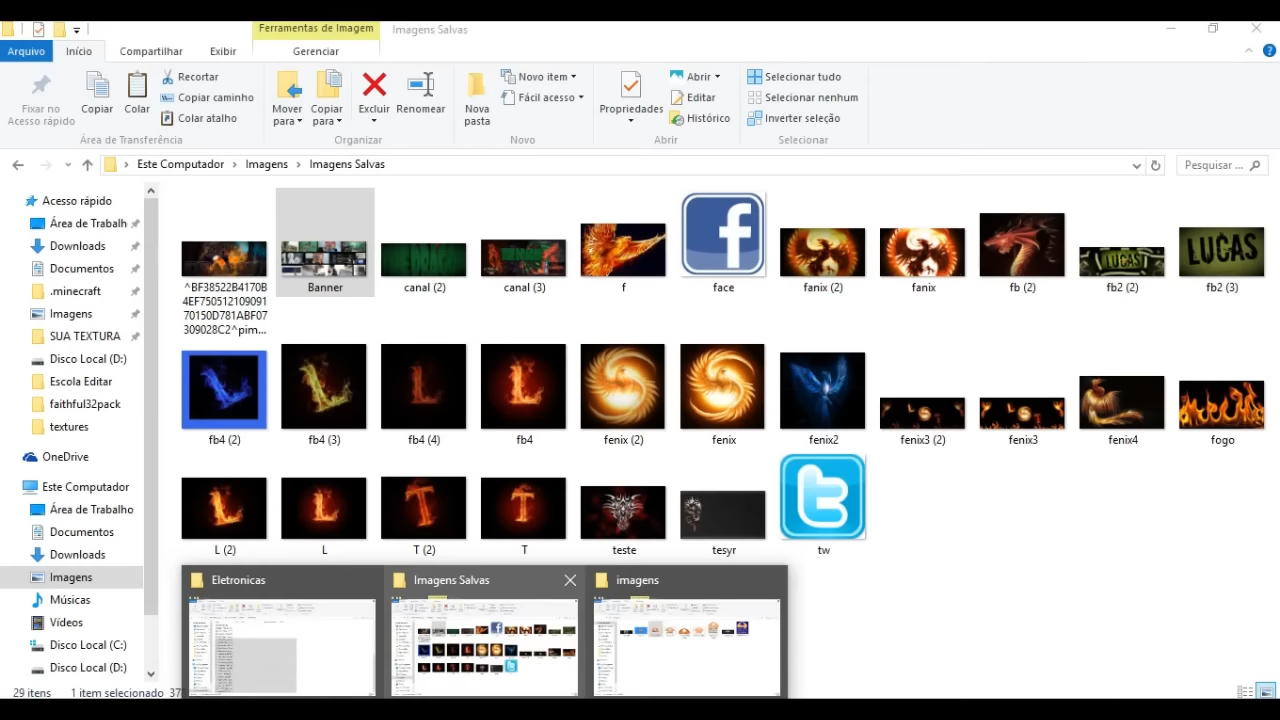 Ferramentas de Imagem
Imagens Salvas
Arquivo
Início
Compartilhar
Exibir
Gerenciar
Fixar no
Acesso rápido
Copiar
Colar
Recortar
Copiar caminho
Colar atalho
Mover
para
Copiar
para
Excluir
Renomear
Nova
pasta
Novo item
Fácil acesso
Propriedades
Abrir
Editar
Histórico
Selecionar tudo
Selecionar nenhum
Inverter seleção
Área de Transferência
Organizar
Novo
Abrir
Selecionar
Este Computador > Imagens > Imagens Salvas
Pesquisar ...
Acesso rápido
Área de Trabalh
Downloads
Documentos
.minecraft
Imagens
SUA TEXTURA
Disco Local (D:)
Escola Editar
faithful32pack
textures
OneDrive
Este Computador
Área de Trabalho
Documentos
Downloads
Imagens
Músicas
Vídeos
Disco Local (C:)
Disco Local (D:)
^BF38522B4170B
4EF750512109091
70150D781ABF07
309028C2^pim...
Banner
canal (2)
canal (3)
f
face
fanix (2)
fanix
fb (2)
LUCAS
fb2 (2)
LUCAS
fb2 (3)
L
fb4 (2)
L
fb4 (3)
L
fb4 (4)
L
fb4
fenix (2)
fenix
fenix2
fenix3 (2)
fenix3
fenix4
fogo
L
L (2)
L
L
T
T (2)
T
T
teste
tesyr
tw
Eletronicas
Imagens Salvas
imagens
29 itens
1 item selecionado